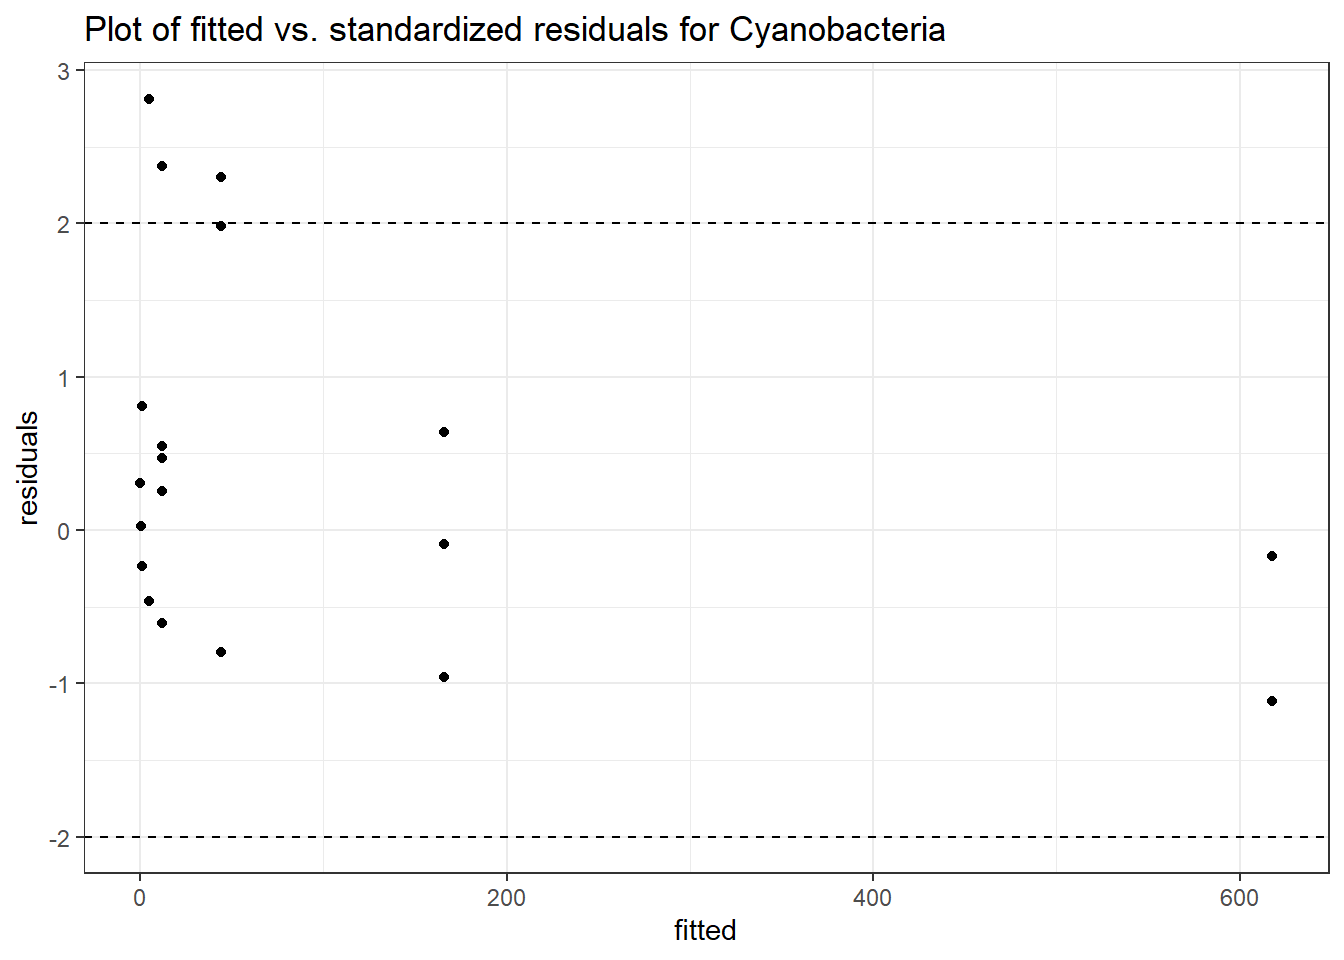 Plot of fitted vs. standardized residuals for Cyanobacteria
3
2
1
0
-1
-2
residuals
0 200 400 600
fitted